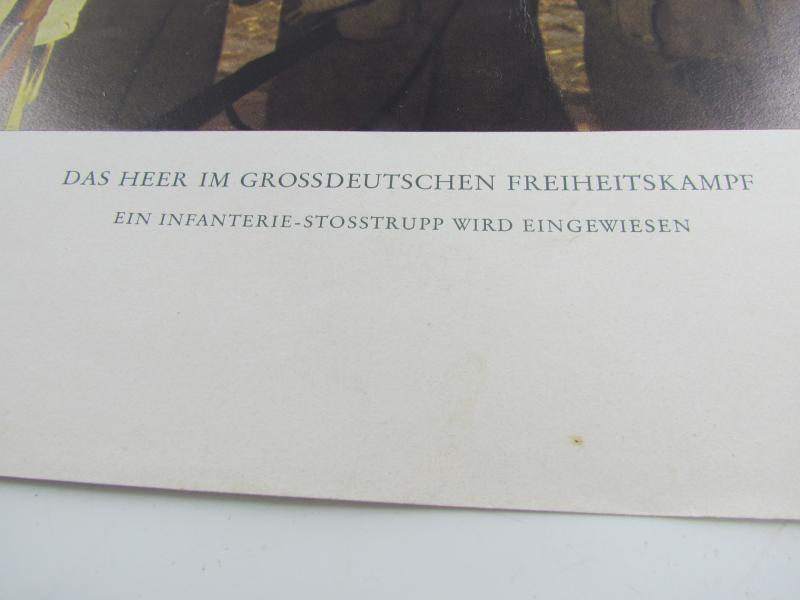 DAS HEER IM GROSSDEUTSCHEN FREIHEITSKAMPF
EIN INFANTERIE-STOSSTRUPP WIRD EINGEWIESEN